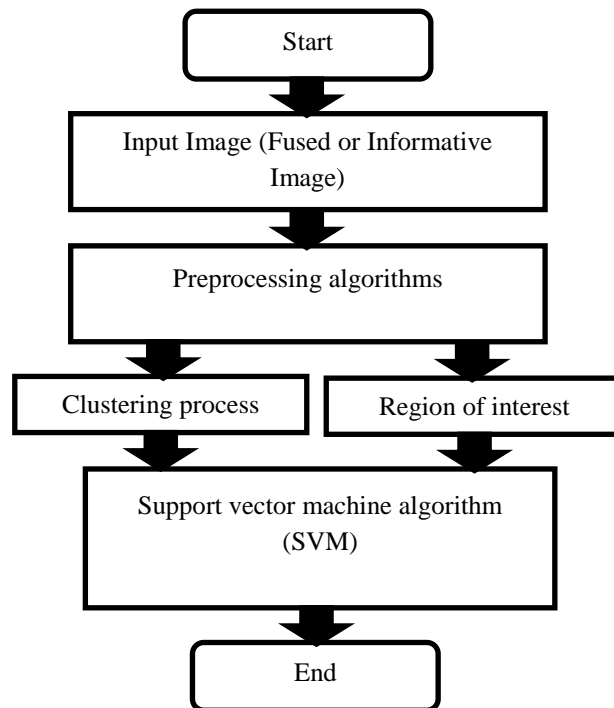 Start
Input Image (Fused or Informative
Image)
Preprocessing algorithms
Clustering process
Region of interest
Support vector machine algorithm
(SVM)
End